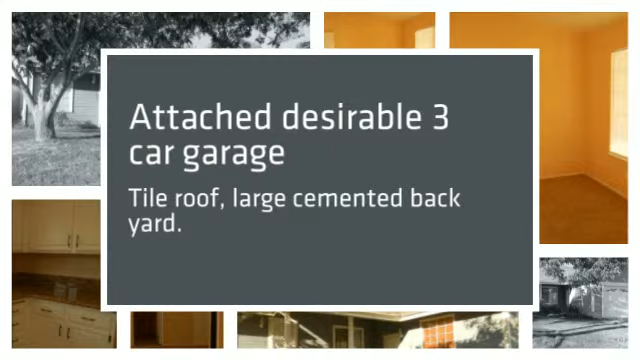 Attached desirable 3
car garage
Tile roof, large cemented back
yard.